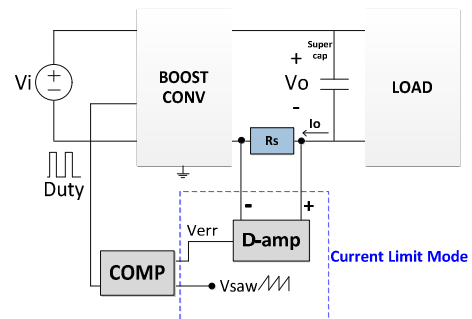 Super
cap
+
Vi
+
-
BOOST
CONV
Vo
LOAD
-
Io
Rs
Duty
-
+
Verr
D-amp
Current Limit Mode
COMP
Vsaw